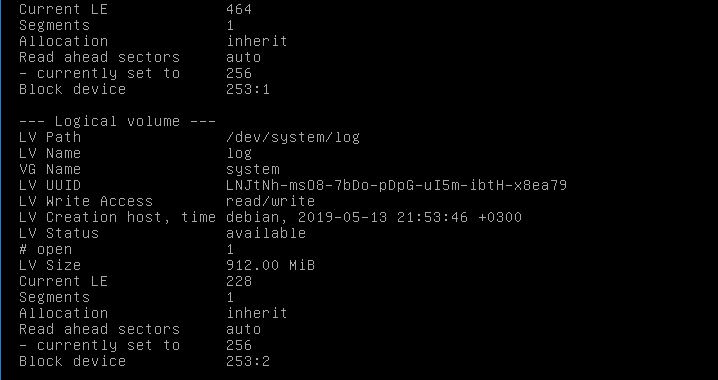 Current LE 464
Segments 1
Allocation inherit
Read ahead sectors auto
- currently set to 256
Block device 253:1
--- Logical volume ---
LV Path /dev/system/log
LV Name log
VG Name system
LV UUID LNJtNh-msO8-7bDo-pDpG-uI5m-ibtH-x8ea79
LV Write Access read/write
LV Creation host, time debian, 2019-05-13 21:53:46 +0300
LV Status available
# open 1
LV Size 912.00 MiB
Current LE 228
Segments 1
Allocation inherit
Read ahead sectors auto
- currently set to 256
Block device 253:2